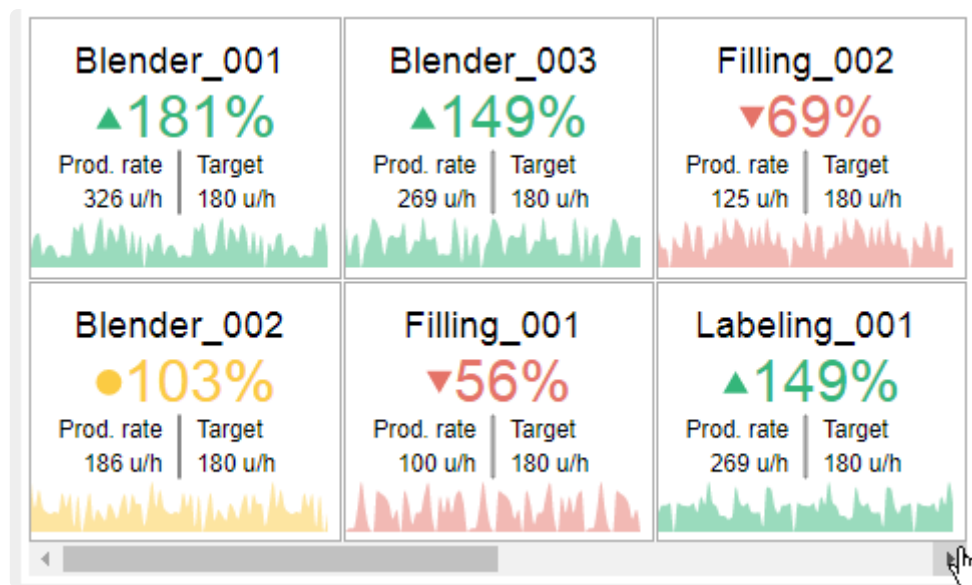 Blender_001
▲181%
Prod. rate Target
326 u/h 180 u/h
Blender_003
▲149%
Prod. rate Target
269 u/h 180 u/h
Filling_002
▼69%
Prod. rate Target
125 u/h 180 u/h
Blender_002
●103%
Prod. rate Target
186 u/h 180 u/h
Filling_001
▼56%
Prod. rate Target
100 u/h 180 u/h
Labeling_001
▲149%
Prod. rate Target
269 u/h 180 u/h